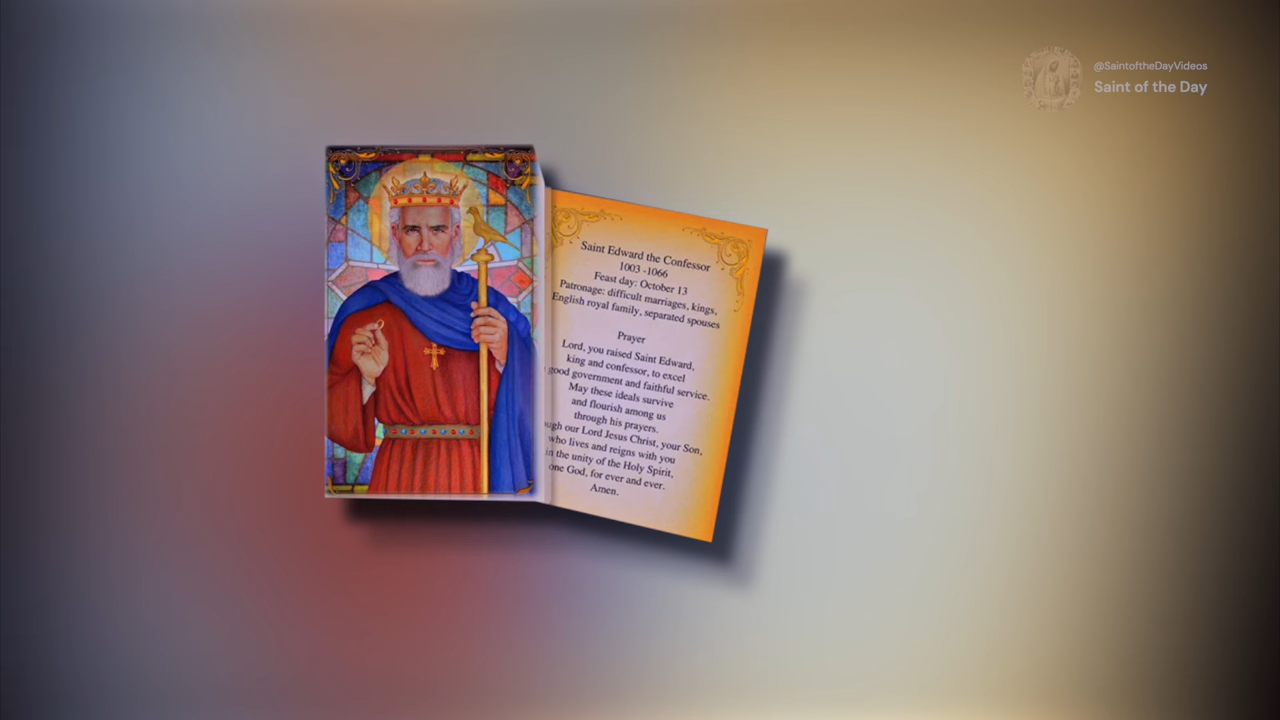 @SaintoftheDayVideos
Saint of the Day
Saint Edward the Confessor
1003 -1066
Feast day: October 13
Patronage: difficult marriages, kings,
English royal family, separated spouses
Prayer
Lord, you raised Saint Edward,
king and confessor, to excel
good government and faithful service.
May these ideals survive
and flourish among us
through his prayers.
ugh our Lord Jesus Christ, your Son,
who lives and reigns with you
in the unity of the Holy Spirit,
one God, for ever and ever.
Amen.